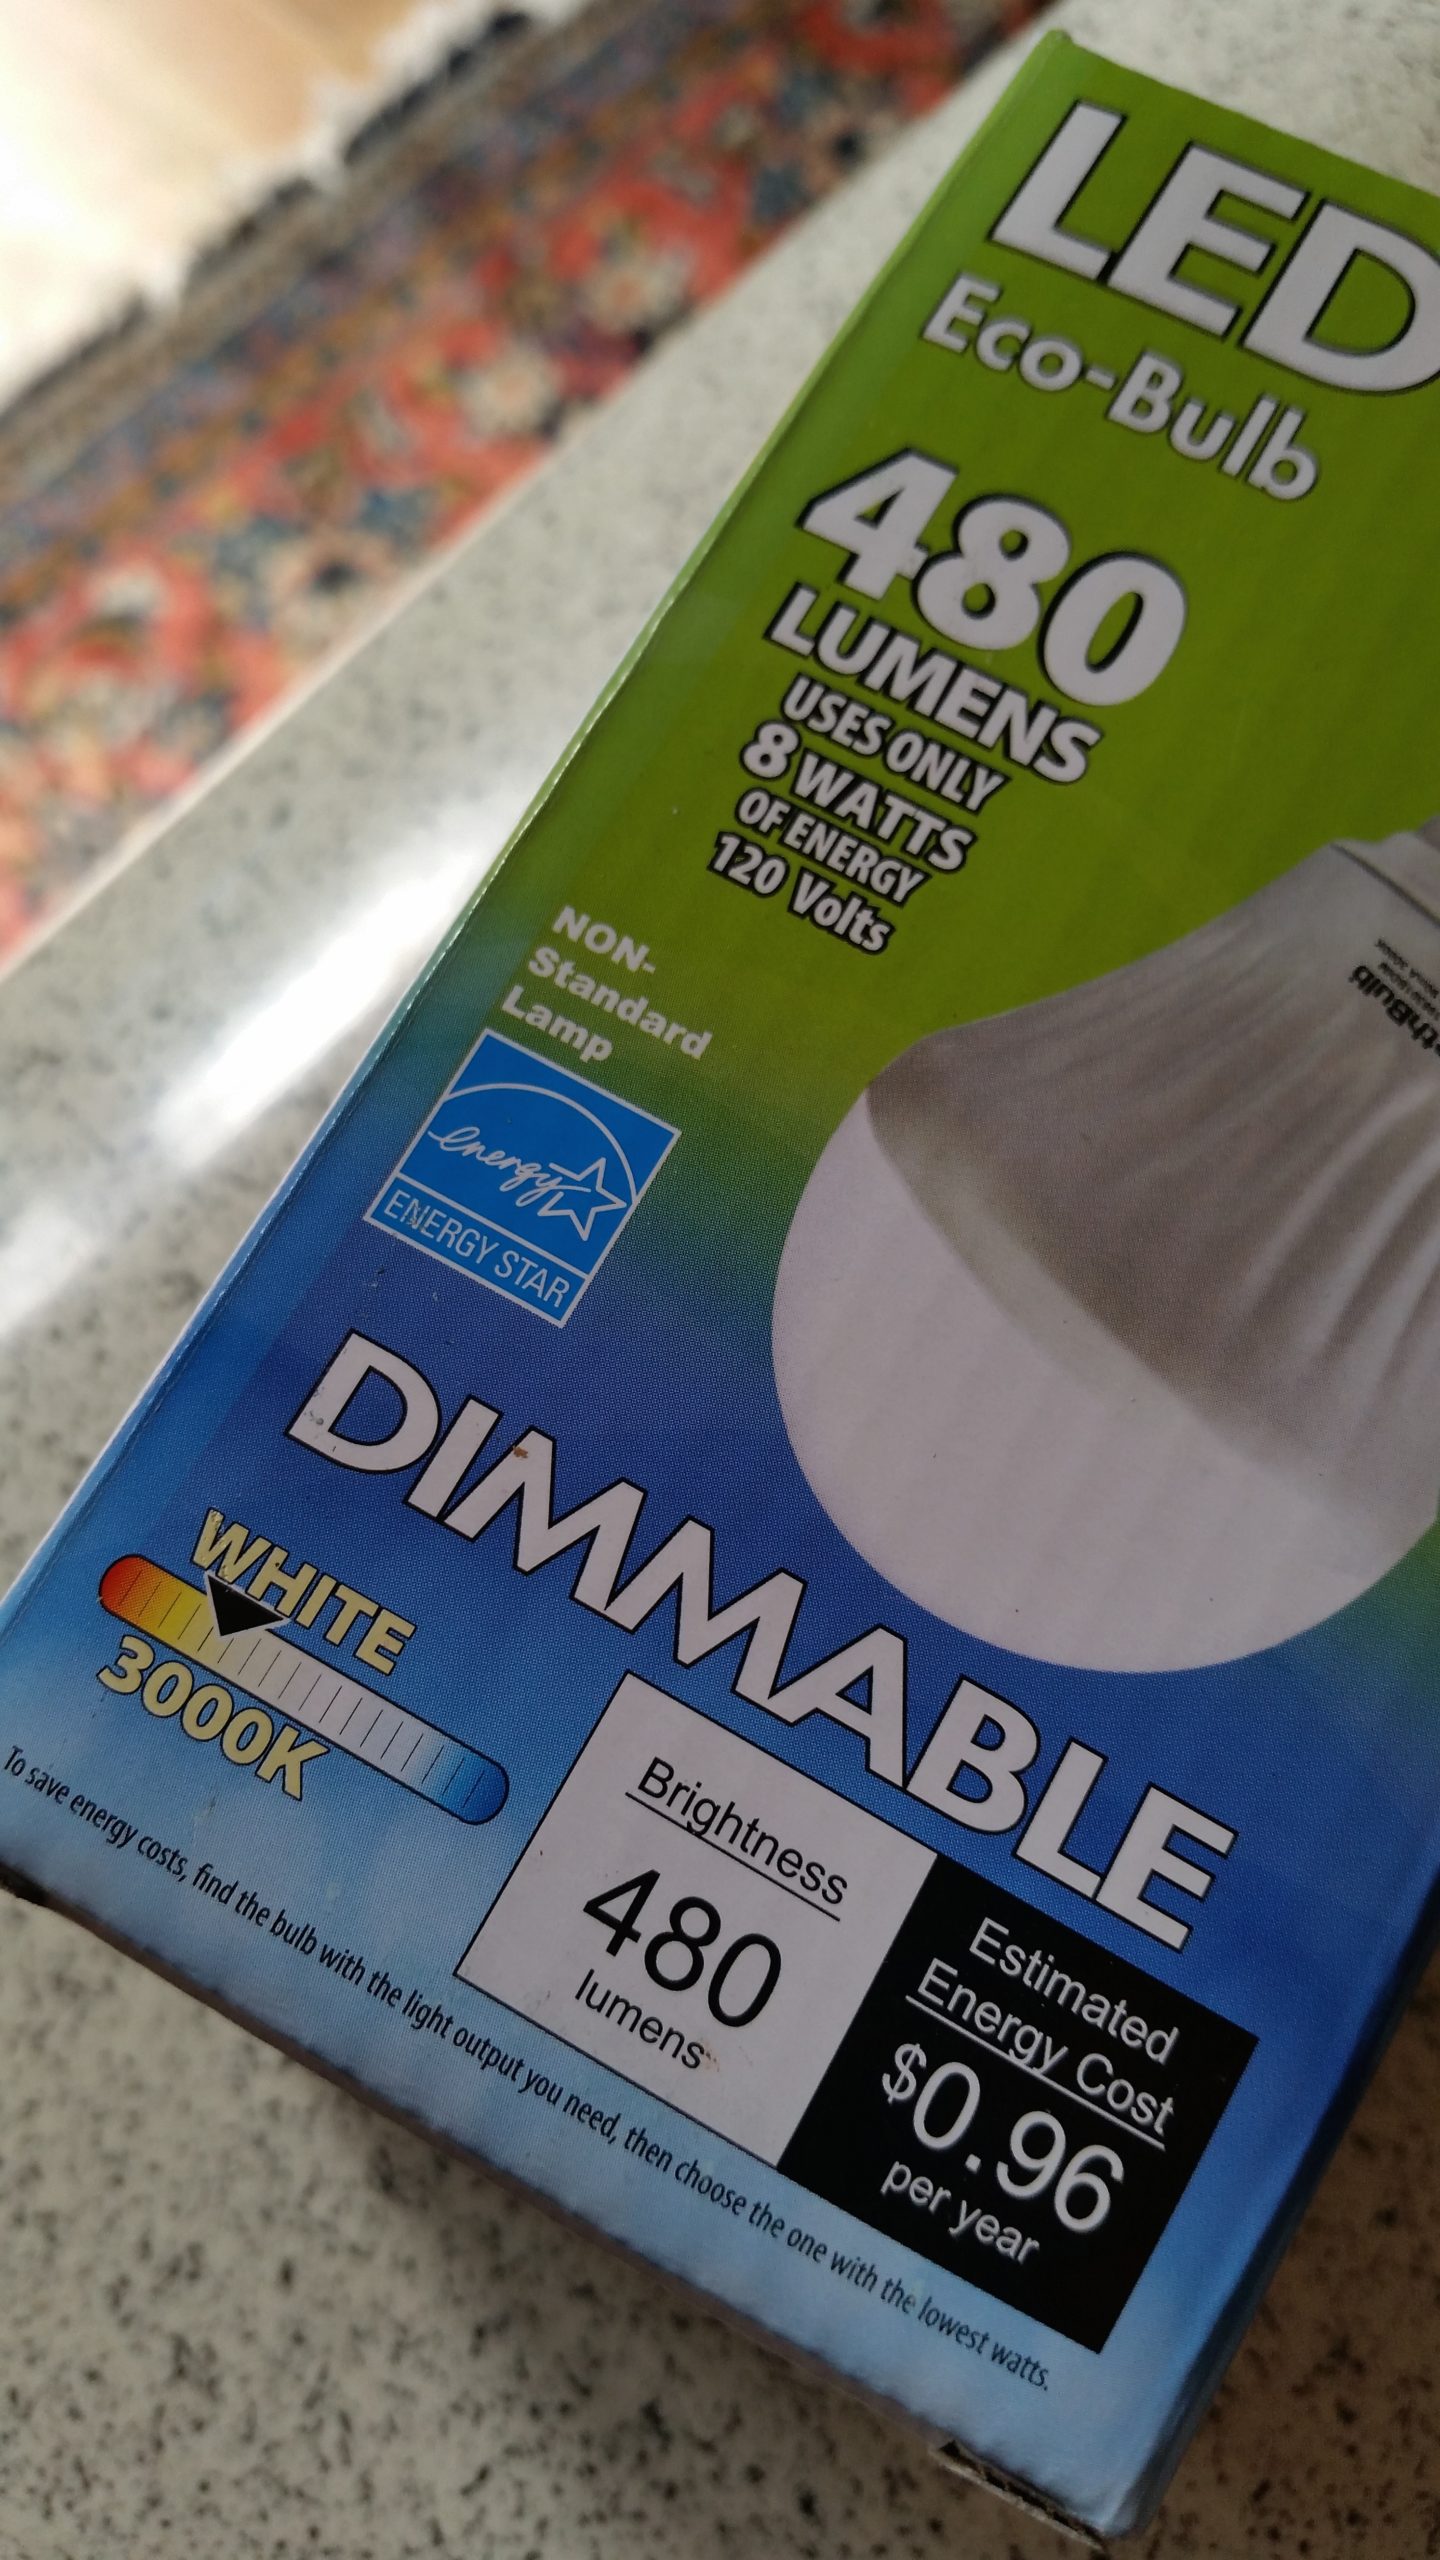 LED
Eco-Bulb
480
LUMENS
USES ONLY
8 WATTS
OF ENERGY
120 Volts
NON-
Standard
Lamp
energy
ENERGY STAR
DIMMABLE
WHITE
3000K
Brightness
480
lumens
Estimated
Energy Cost
$0.96
per year
To save energy costs, find the bulb with the light output you need, then choose the one with the lowest watts.